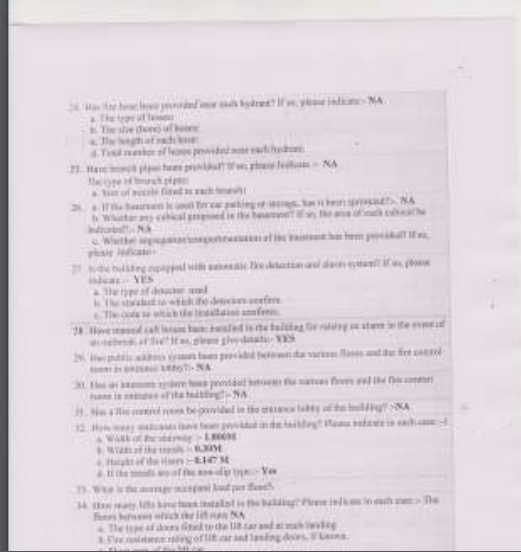 24. Has fire hose been provided near each hydrant? If so, please indicate:- NA
a. The type of hoses:
b. The size (bore) of hoses:
c. The length of each hose:
d. Total number of hoses provided near each hydrant.
25. Have branch pipes been provided? If so, please Indicate :- NA
The type of branch pipes:
a. Size of nozzle fitted to each branch:
26. a. If the basement is used for car parking or storage, has it been sprinkled?:- NA
b. Whether any cubical proposed in the basement? If so, the area of each cubical be
indicated?:- NA
c. Whether segregation/compartmentation of the basement has been provided? If so,
please indicate:-
27. Is the building equipped with automatic fire detection and alarm system? If so, please
indicate :- YES
a. The type of detector used
b. The standard to which the detectors confirm.
c. The code to which the installation confirms.
28. Have manual call boxes been installed in the building for raising an alarm in the event of
an outbreak of fire? If so, please give details:- YES
29. Has public address system been provided between the various floors and the fire control
room in entrance lobby?:- NA
30. Has an intercom system been provided between the various floors and the fire control
room in entrance of the building?:- NA
31. Has a fire control room be provided in the entrance lobby of the building? :-NA
32. How many staircases have been provided in the building? Please indicate in each case :-
a. Width of the stairway :- 1.800M
b. Width of the treads :- 0.30M
c. Height of the risers :- 0.147 M
d. If the treads are of the non-slip type:- Yes
33. What is the average occupant load per floor?:
34. How many lifts have been installed in the building? Please indicate in each case:- The
floors between which the lift runs NA
a. The type of doors fitted to the lift car and at each landing
b. Fire resistance rating of lift car and landing doors, if known.